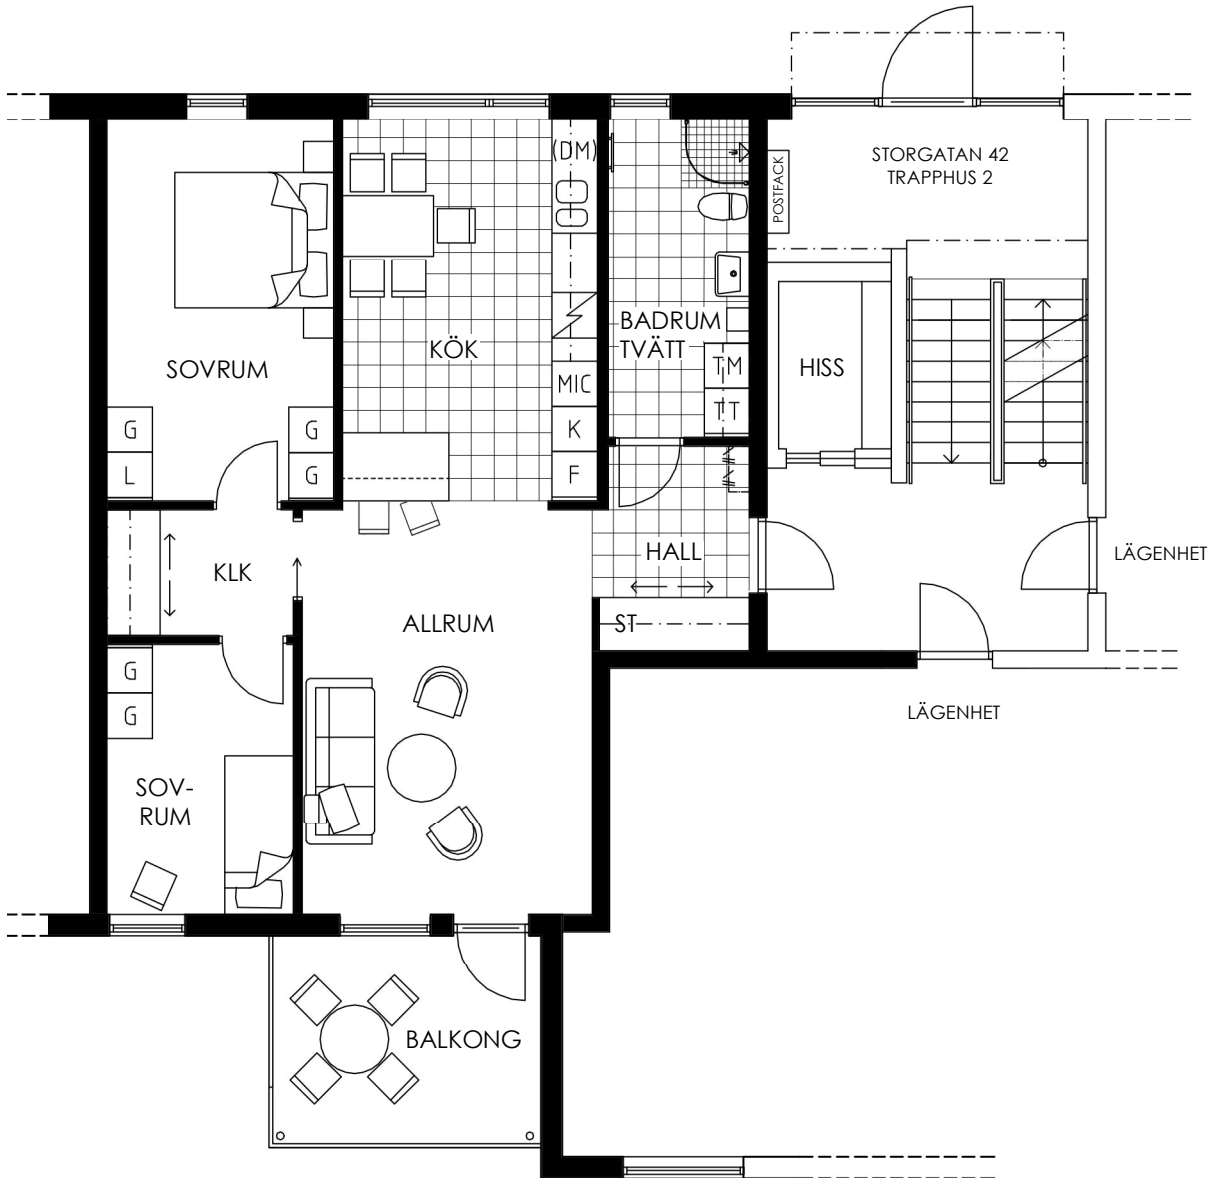 STORGATAN 42
TRAPPHUS 2
POSTFACK
(DM)
SOVRUM
KÖK
BADRUM
TVÄTT
HISS
MIC
TM
TT
K
F
G
L
G
G
KLK
HALL
LÄGENHET
ALLRUM
ST
G
G
SOV-
RUM
LÄGENHET
BALKONG